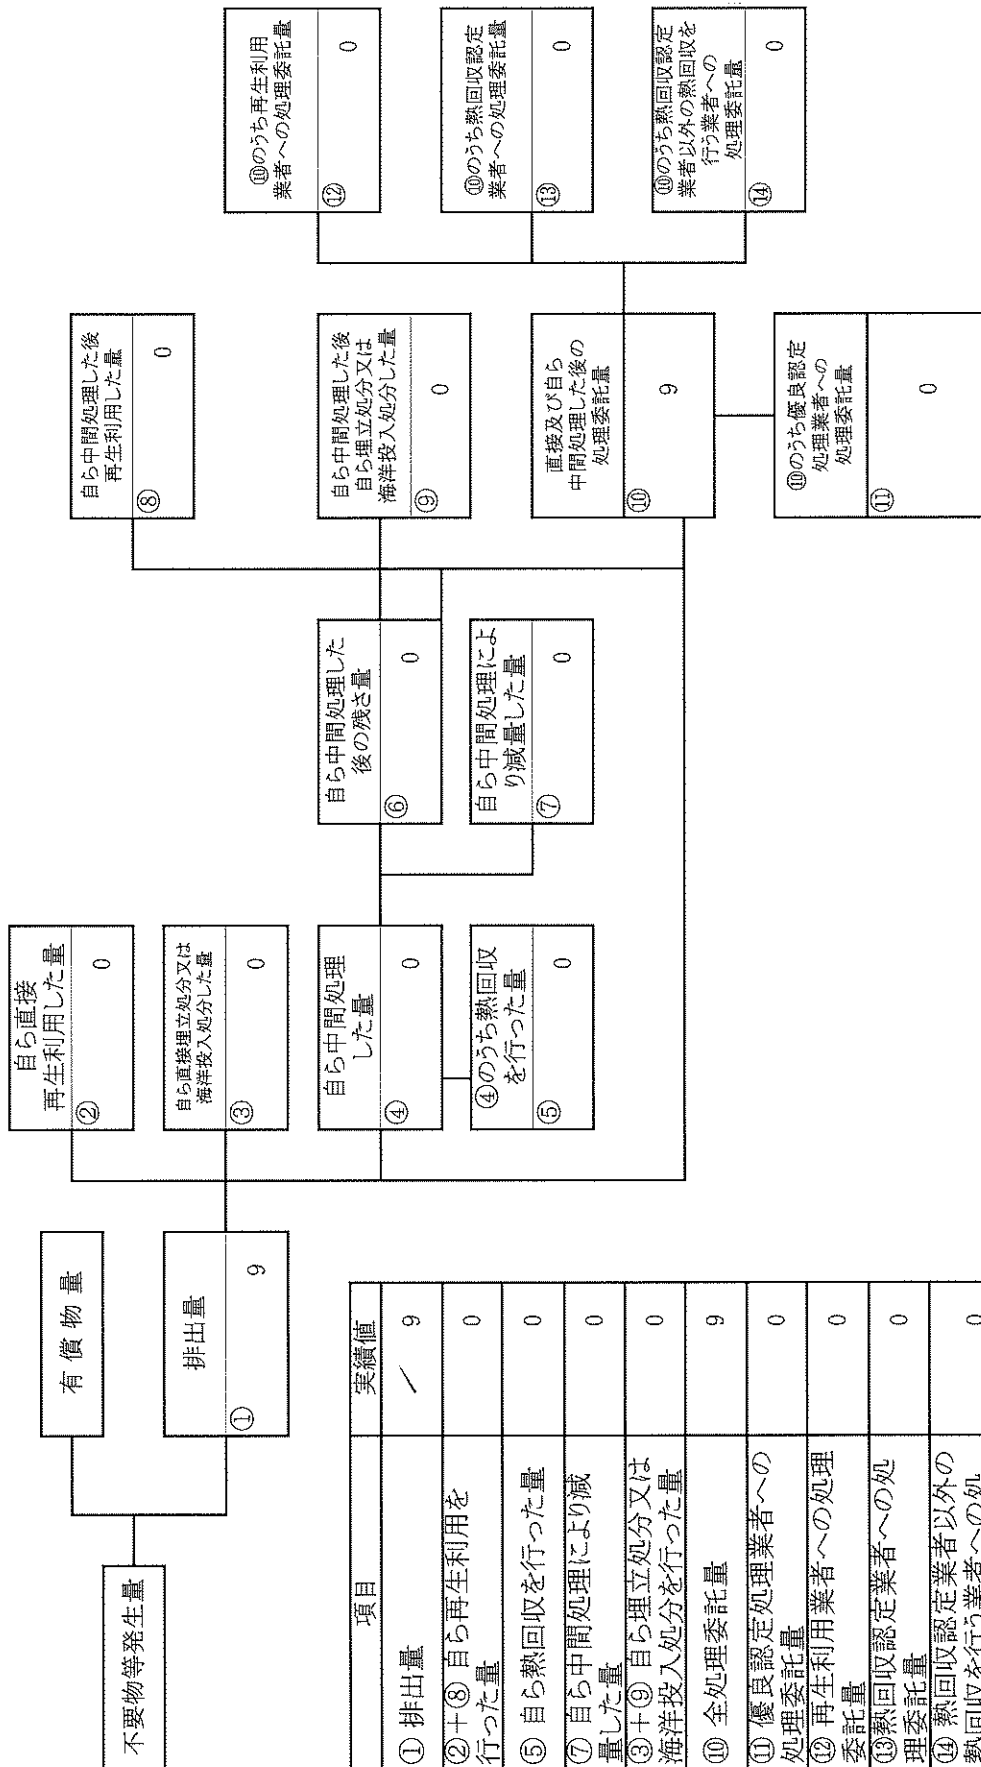 不要物等発生量
有償物量
排出量
①
9
自ら直接
再生利用した量
②
0
自ら直接埋立処分又は
海洋投入処分した量
③
0
自ら中間処理
した量
④
0
④のうち熱回収
を行った量
⑤
0
自ら中間処理した
後の残さ量
⑥
0
自ら中間処理によ
り減量した量
⑦
0
自ら中間処理した後
再生利用した量
⑧
0
自ら中間処理した後
自ら埋立処分又は
海洋投入処分した量
⑨
0
直接及び自ら
中間処理した後の
処理委託量
⑩
9
⑩のうち優良認定
処理業者への
処理委託量
⑪
0
⑩のうち再生利用
業者への処理委託量
⑫
0
⑩のうち熱回収認定
業者への処理委託量
⑬
0
⑩のうち熱回収認定
業者以外の熱回収を
行う業者への
処理委託量
⑭
0
項目 実績値
①排出量 9
②+⑧ 自ら再生利用を
行った量 0
⑤ 自ら熱回収を行った量 0
⑦ 自ら中間処理により減
量した量 0
③+⑨ 自ら埋立処分又は
海洋投入処分を行った量 0
⑩ 全処理委託量 9
⑪ 優良認定処理業者への
処理委託量 0
⑫ 再生利用業者への処理
委託量 0
⑬熱回収認定業者への処
理委託量 0
⑭ 熱回収認定業者以外の
熱回収を行う業者への処 0